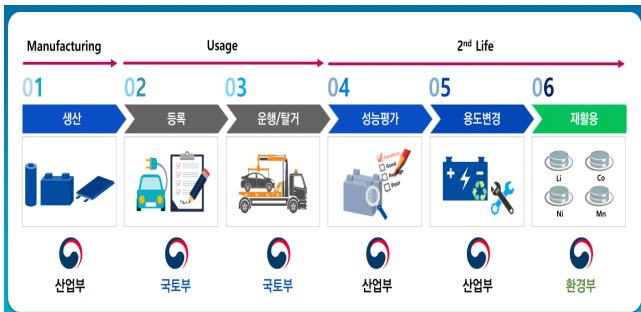 Manufacturing
Usage
2nd Life
01
02
03
04
05
06
생산
등록
운행/탈거
성능평가
용도변경
재활용
Excellent
Good
Average
Poor
Li
Co
Ni
Mn
산업부
국토부
국토부
산업부
산업부
환경부